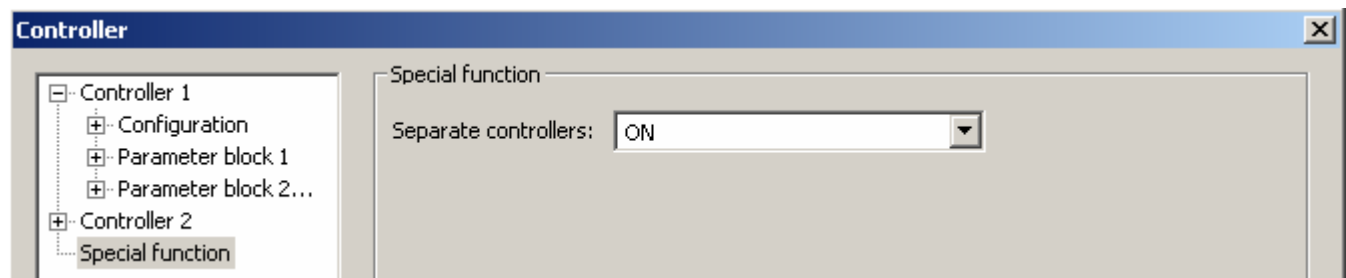 Controller
Controller 1
Configuration
Parameter block 1
Parameter block 2...
Controller 2
Special function
Special function
Separate controllers: ON